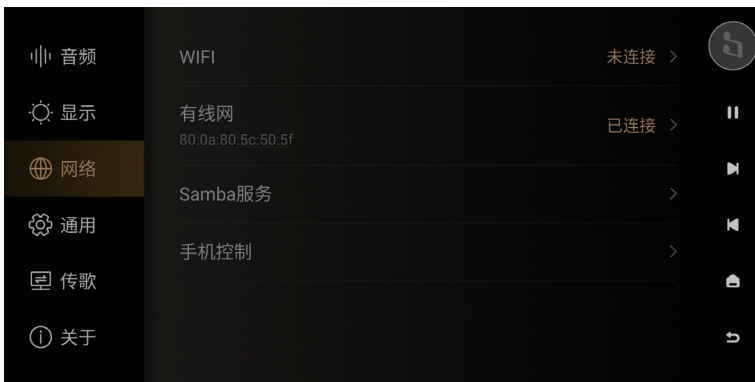 音频
显示
网络
通用
传歌
关于
WIFI
未连接
有线网
80:0a:80:5c:50:5f
已连接
Samba服务
手机控制